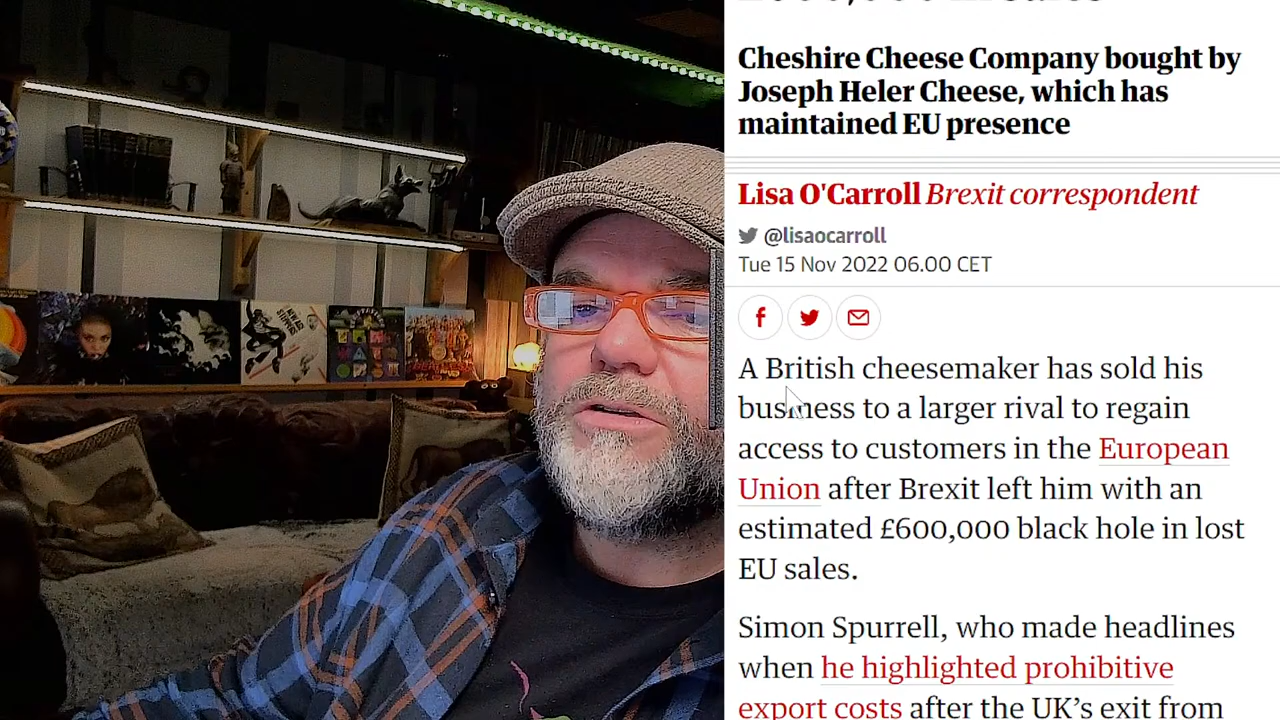 Cheshire Cheese Company bought by
Joseph Heler Cheese, which has
maintained EU presence
Lisa O'Carroll Brexit correspondent
@lisaocarroll
Tue 15 Nov 2022 06.00 CET
A British cheesemaker has sold his
business to a larger rival to regain
access to customers in the European
Union after Brexit left him with an
estimated £600,000 black hole in lost
EU sales.
Simon Spurrell, who made headlines
when he highlighted prohibitive
export costs after the UK's exit from